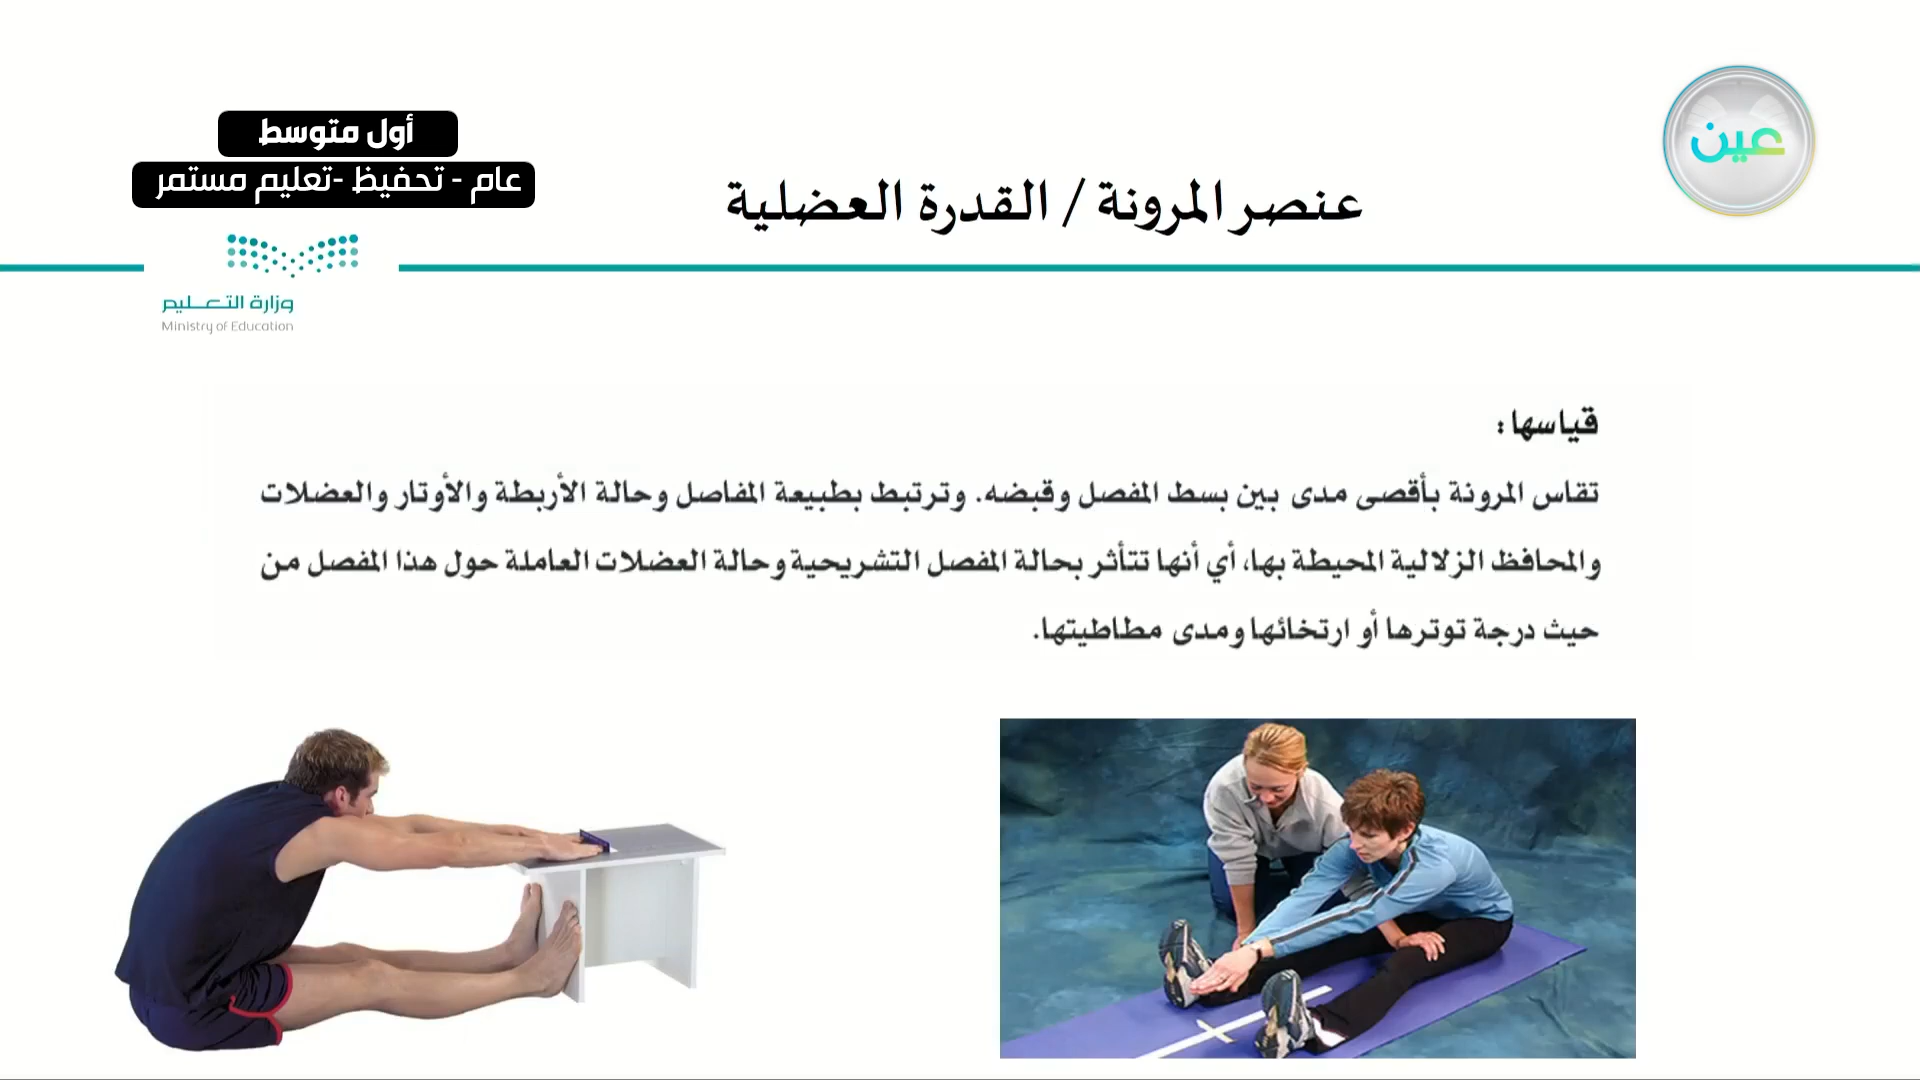 عين
أول متوسط
عام - تحفيظ -تعليم مستمر
عنصر المرونة / القدرة العضلية
وزارة التعليم
Ministry of Education
قياسها:
تقاس المرونة بأقصى مدى بين بسط المفصل وقبضه. وترتبط بطبيعة المفاصل وحالة الأربطة والأوتار والعضلات
والمحافظ الزلالية المحيطة بها، أي أنها تتأثر بحالة المفصل التشريحية وحالة العضلات العاملة حول هذا المفصل من
حيث درجة توترها أو ارتخائها ومدى مطاطيتها.